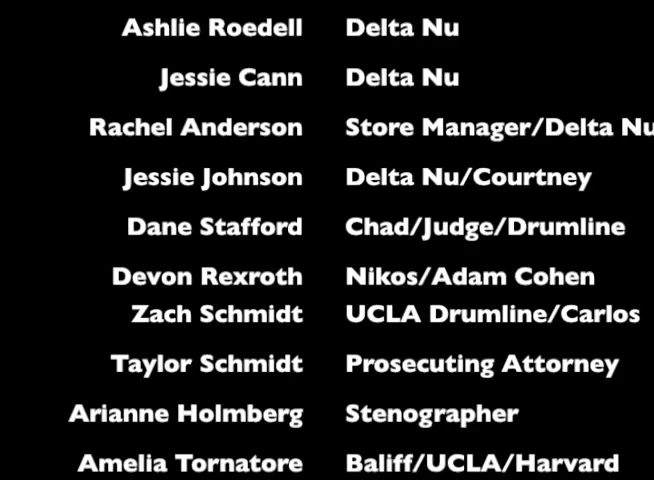 Ashlie Roedell Delta Nu
Jessie Cann Delta Nu
Rachel Anderson Store Manager/Delta Nu
Jessie Johnson Delta Nu/Courtney
Dane Stafford Chad/Judge/Drumline
Devon Rexroth Nikos/Adam Cohen
Zach Schmidt UCLA Drumline/Carlos
Taylor Schmidt Prosecuting Attorney
Arianne Holmberg Stenographer
Amelia Tornatore Baliff/UCLA/Harvard